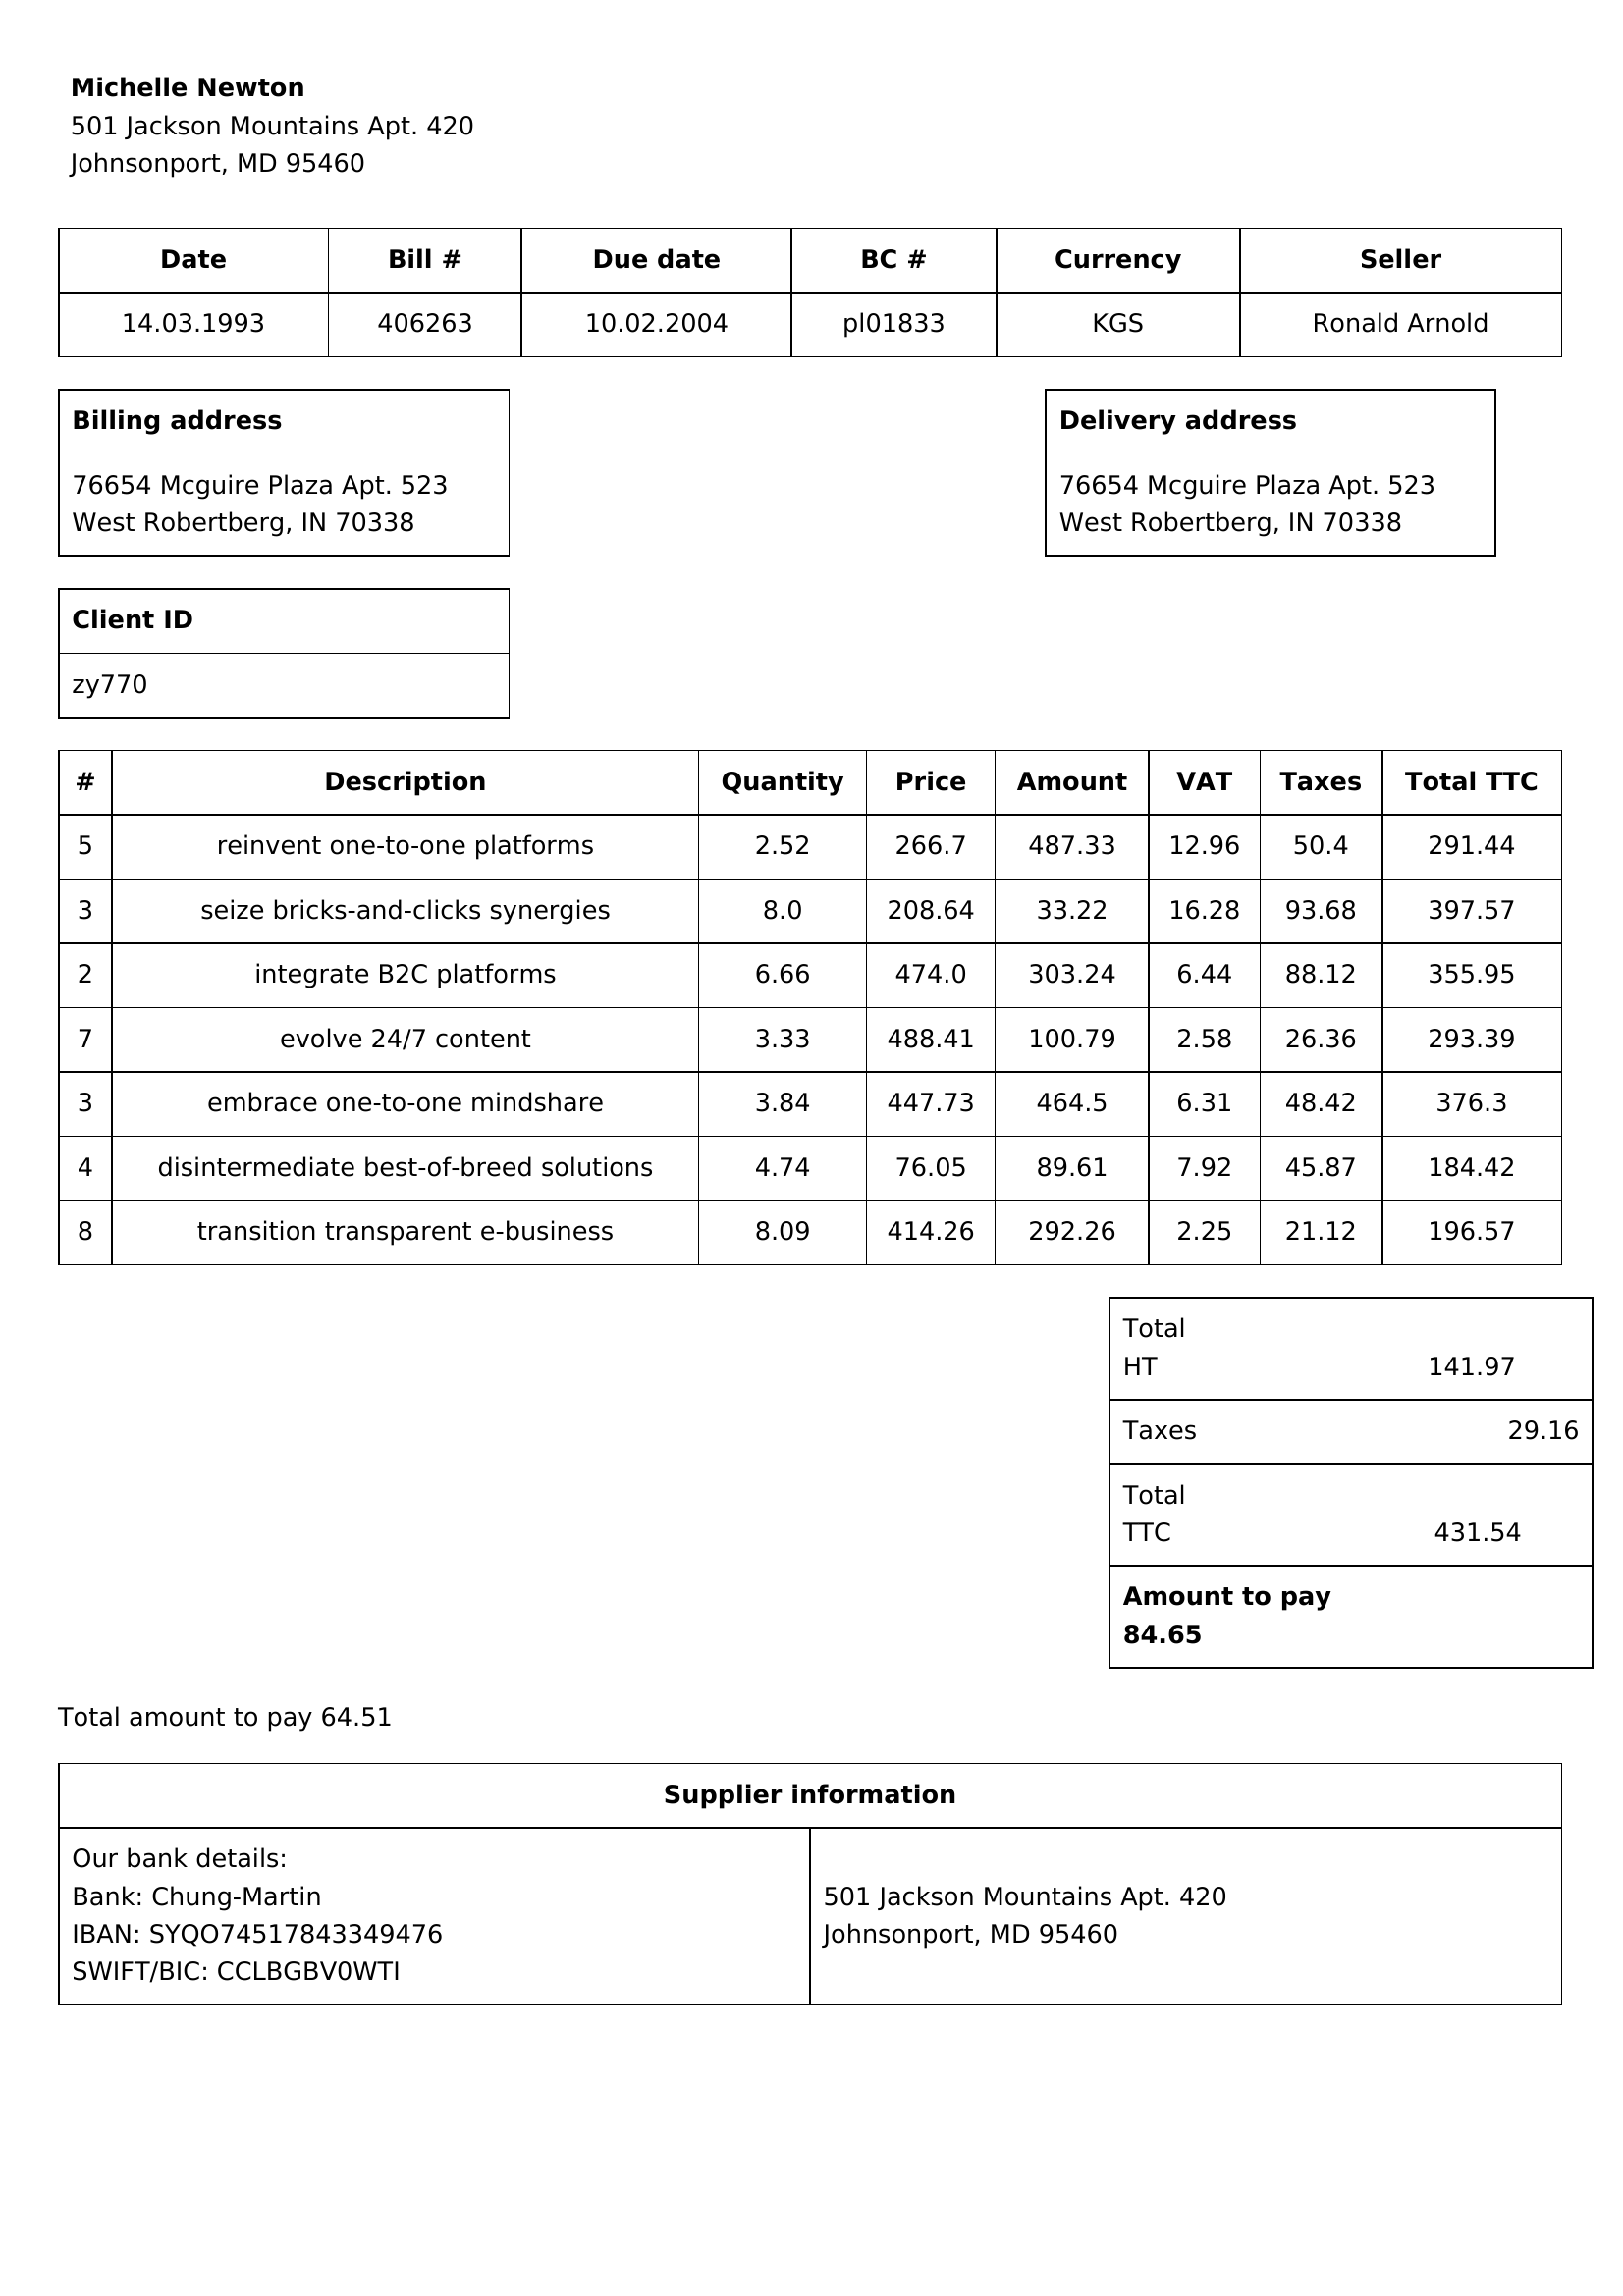 Michelle Newton
501 Jackson Mountains Apt. 420
Johnsonport, MD 95460
Date Bill # Due date BC # Currency Seller
14.03.1993 406263 10.02.2004 pl01833 KGS Ronald Arnold
Billing address
76654 Mcguire Plaza Apt. 523
West Robertberg, IN 70338
Delivery address
76654 Mcguire Plaza Apt. 523
West Robertberg, IN 70338
Client ID
zy770
# Description Quantity Price Amount VAT Taxes Total TTC
5 reinvent one-to-one platforms 2.52 266.7 487.33 12.96 50.4 291.44
3 seize bricks-and-clicks synergies 8.0 208.64 33.22 16.28 93.68 397.57
2 integrate B2C platforms 6.66 474.0 303.24 6.44 88.12 355.95
7 evolve 24/7 content 3.33 488.41 100.79 2.58 26.36 293.39
3 embrace one-to-one mindshare 3.84 447.73 464.5 6.31 48.42 376.3
4 disintermediate best-of-breed solutions 4.74 76.05 89.61 7.92 45.87 184.42
8 transition transparent e-business 8.09 414.26 292.26 2.25 21.12 196.57
Total
HT 141.97
Taxes 29.16
Total
TTC 431.54
Amount to pay
84.65
Total amount to pay 64.51
Supplier information
Our bank details:
Bank: Chung-Martin
IBAN: SYQO74517843349476
SWIFT/BIC: CCLBGBV0WTI
501 Jackson Mountains Apt. 420
Johnsonport, MD 95460